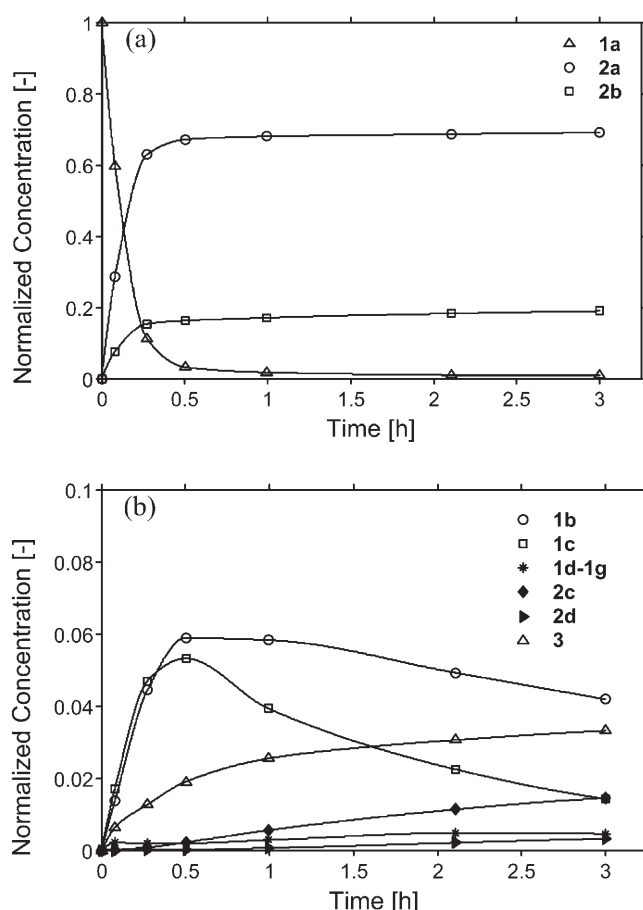 (a)
1a
2a
2b
Normalized Concentration [-]
1
0.8
0.6
0.4
0.2
0
0 0.5 1 1.5 2 2.5 3
Time [h]
(b)
1b
1c
1d-1g
2c
2d
3
Normalized Concentration [-]
0.1
0.08
0.06
0.04
0.02
0
0 0.5 1 1.5 2 2.5 3
Time [h]